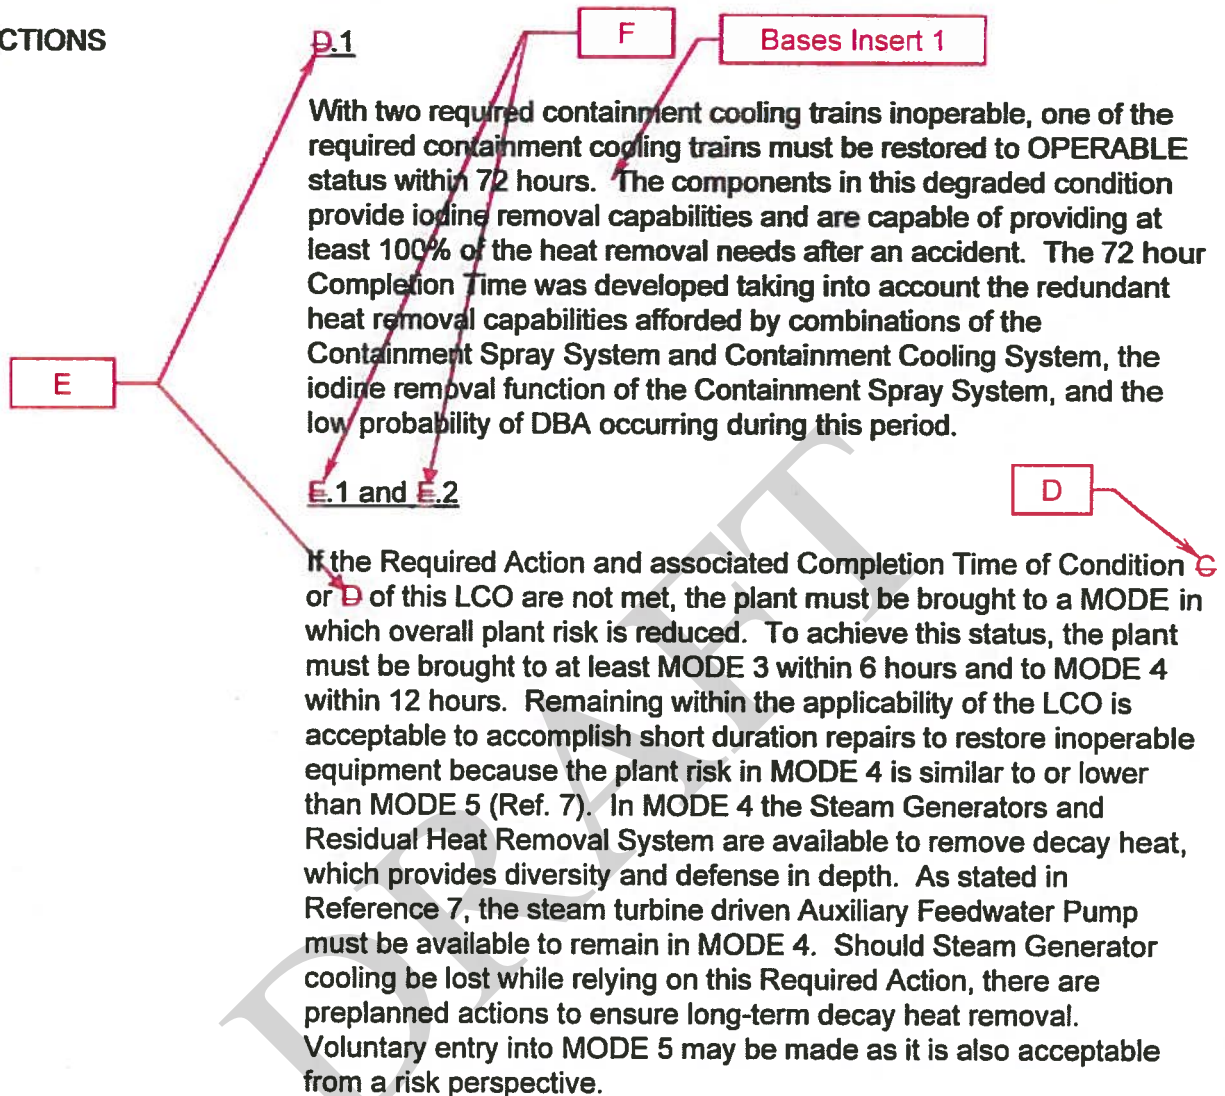 CTIONS D.1 F Bases Insert 1
With two required containment cooling trains inoperable, one of the
required containment cooling trains must be restored to OPERABLE
status within 72 hours. The components in this degraded condition
provide iodine removal capabilities and are capable of providing at
least 100% of the heat removal needs after an accident. The 72 hour
Completion Time was developed taking into account the redundant
heat removal capabilities afforded by combinations of the
Containment Spray System and Containment Cooling System, the
E
iodine removal function of the Containment Spray System, and the
low probability of DBA occurring during this period.
E.1 and E.2
D
If the Required Action and associated Completion Time of Condition C
or D of this LCO are not met, the plant must be brought to a MODE in
which overall plant risk is reduced. To achieve this status, the plant
must be brought to at least MODE 3 within 6 hours and to MODE 4
within 12 hours. Remaining within the applicability of the LCO is
acceptable to accomplish short duration repairs to restore inoperable
equipment because the plant risk in MODE 4 is similar to or lower
than MODE 5 (Ref. 7). In MODE 4 the Steam Generators and
Residual Heat Removal System are available to remove decay heat,
which provides diversity and defense in depth. As stated in
Reference 7, the steam turbine driven Auxiliary Feedwater Pump
must be available to remain in MODE 4. Should Steam Generator
cooling be lost while relying on this Required Action, there are
preplanned actions to ensure long-term decay heat removal.
Voluntary entry into MODE 5 may be made as it is also acceptable
from a risk perspective.
DRAFT